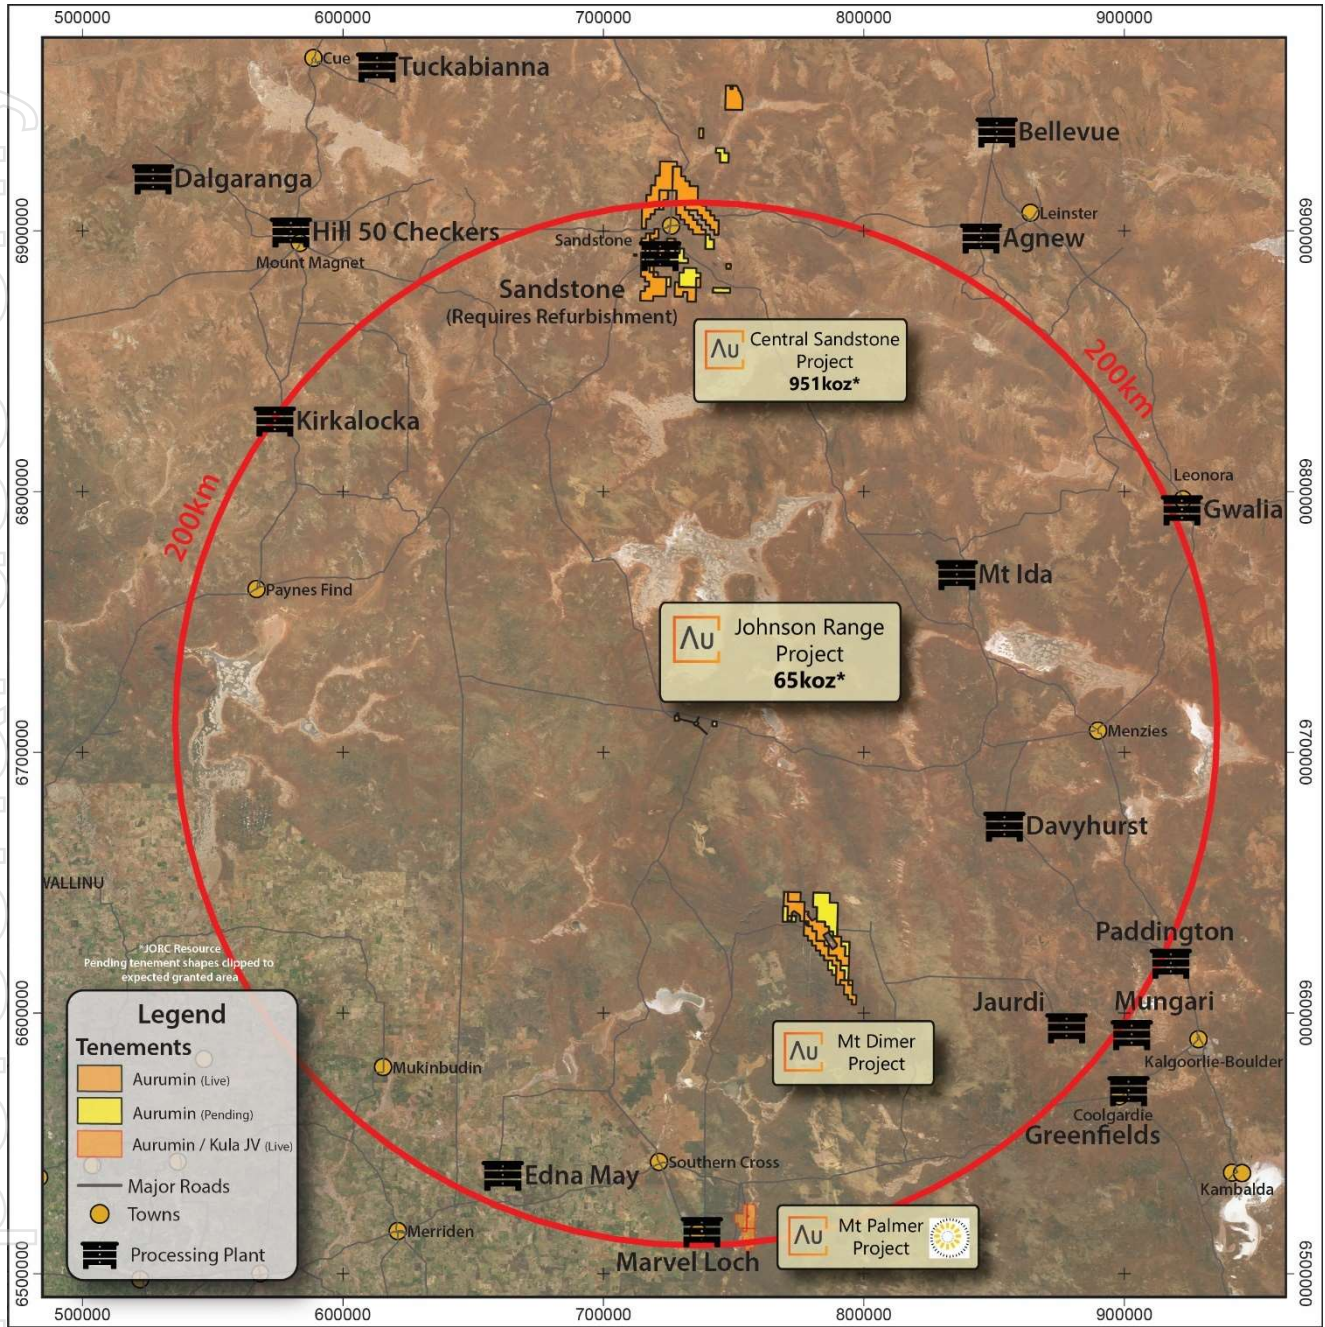 500000
600000
700000
800000
900000
Cue
Tuckabianna
Bellevue
Dalgaranga
Leinster
6900000
6900000
Hill 50 Checkers
Agnew
Mount Magnet
Sandstone
Sandstone
(Requires Refurbishment)
Au
Central Sandstone
Project
951koz*
200km
Kirkalocka
Leonora
6800000
6800000
Gwalia
200km
Mt Ida
Paynes Find
Au
Johnson Range
Project
65koz*
Menzies
6700000
6700000
Davyhurst
WALLINU
Paddington
*JORC Resource
Pending tenement shapes clipped to
expected granted area
Jaurdi
Mungari
6600000
6600000
Au
Mt Dimer
Project
Mukinbudin
Kalgoorlie-Boulder
Coolgardie
Greenfields
Southern Cross
Edna May
Kambalda
Merriden
Au
Mt Palmer
Project
Marvel Loch
6500000
6500000
Legend
Tenements
Aurumin (Live)
Aurumin (Pending)
Aurumin / Kula JV (Live)
Major Roads
Towns
Processing Plant
500000
600000
700000
800000
900000